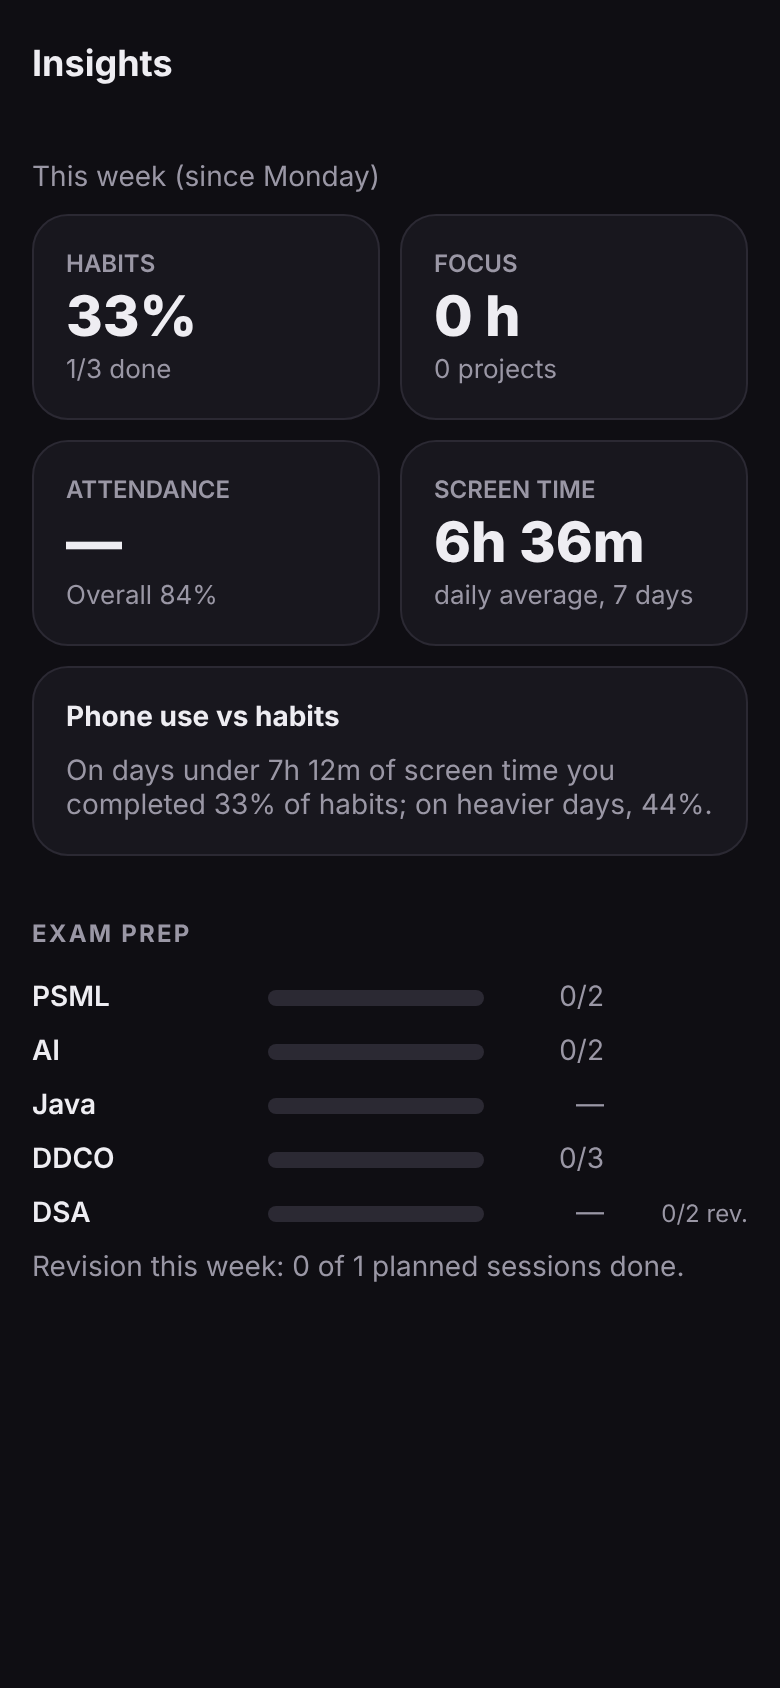 Insights
This week (since Monday)
HABITS
33%
1/3 done
FOCUS
0 h
0 projects
ATTENDANCE
—
Overall 84%
SCREEN TIME
6h 36m
daily average, 7 days
Phone use vs habits
On days under 7h 12m of screen time you
completed 33% of habits; on heavier days, 44%.
EXAM PREP
PSML 0/2
AI 0/2
Java —
DDCO 0/3
DSA — 0/2 rev.
Revision this week: 0 of 1 planned sessions done.